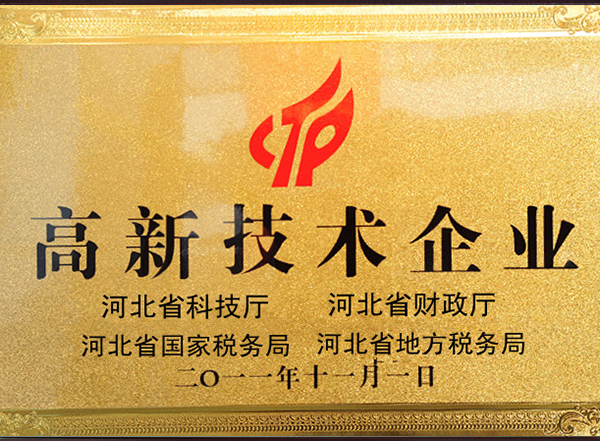 高新技术企业
河北省科技厅 河北省财政厅
河北省国家税务局 河北省地方税务局
二〇一一年十一月一日